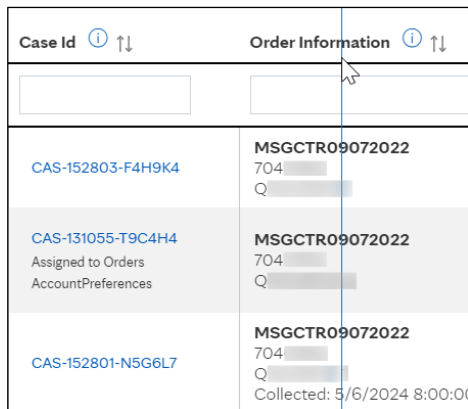 Case Id Order Information
CAS-152803-F4H9K4
MSGCTR09072022
704
Q
CAS-131055-T9C4H4
Assigned to Orders
AccountPreferences
MSGCTR09072022
704
Q
CAS-152801-N5G6L7
MSGCTR09072022
704
Q
Collected: 5/6/2024 8:00:00